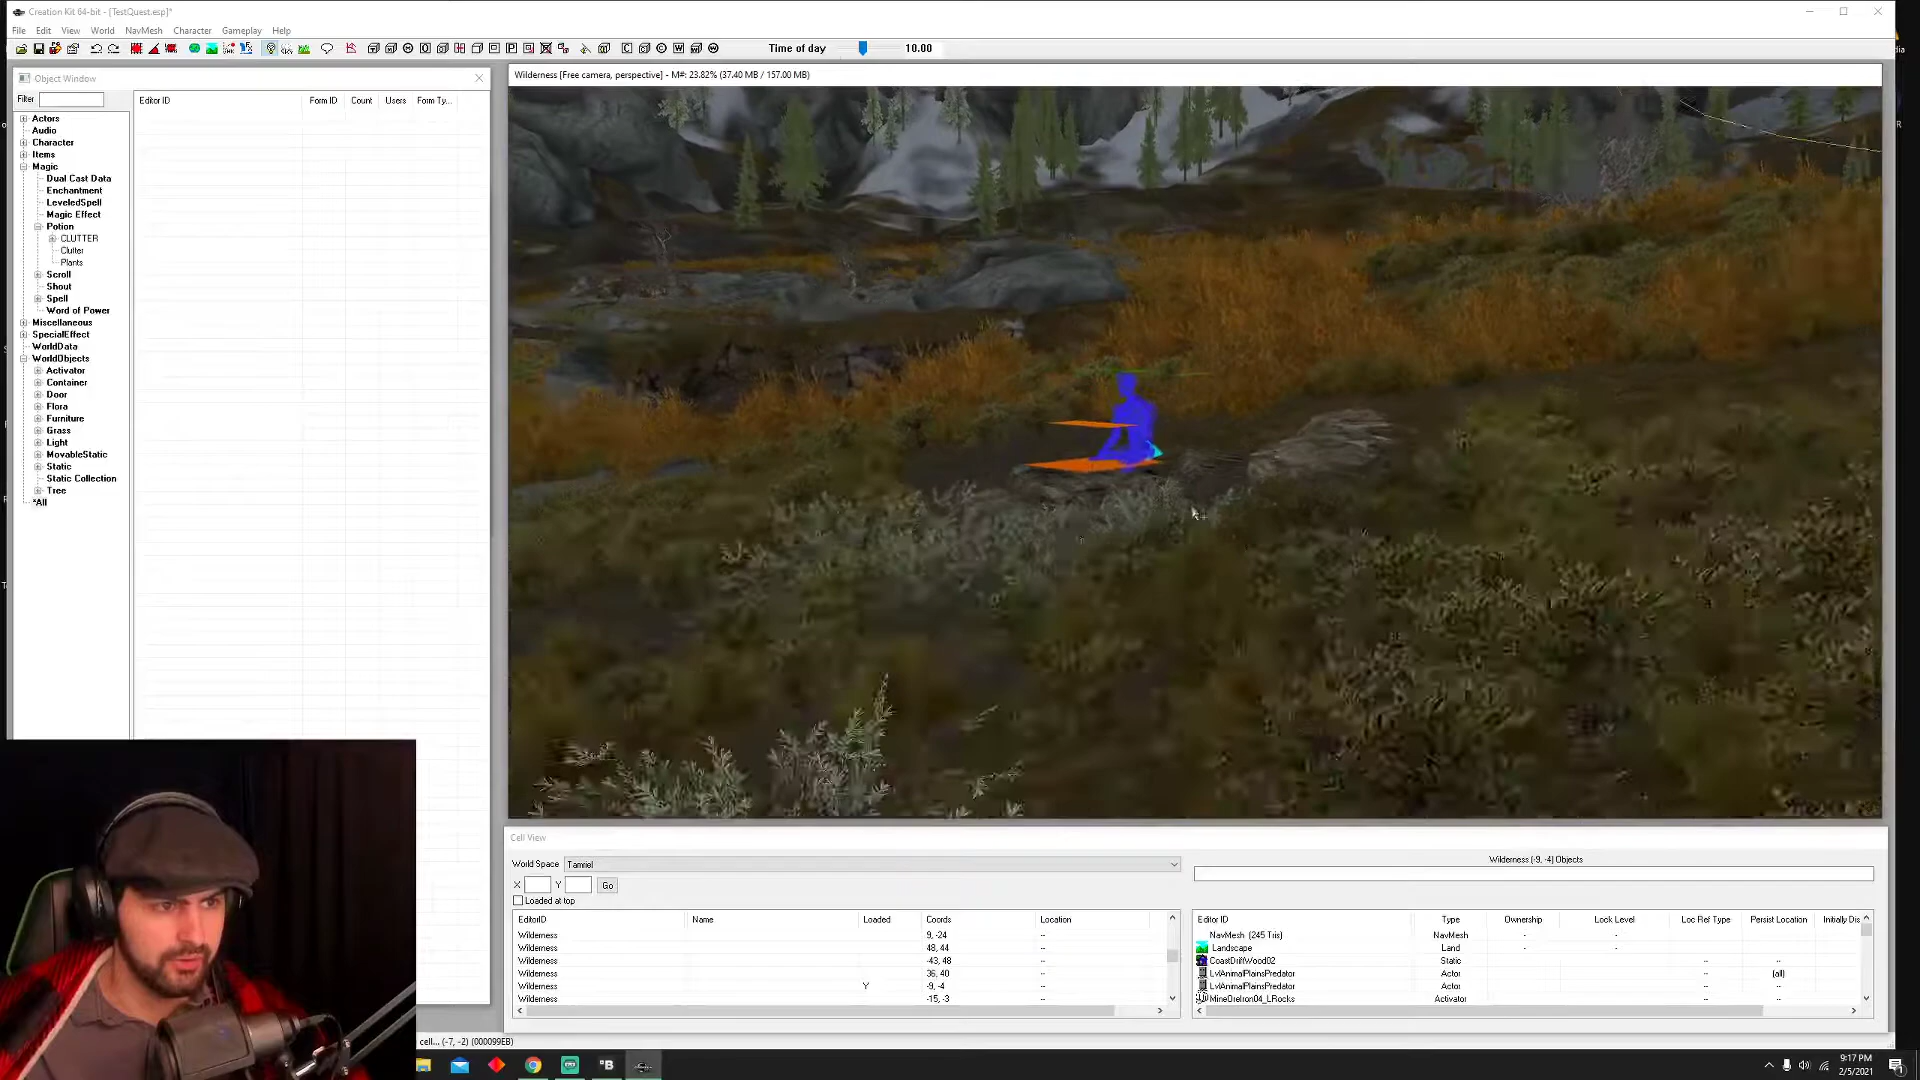 Creation Kit 64-bit - [TestQuest.esp]*
File Edit View World NavMesh Character Gameplay Help
Time of day 10.00
Object Window
Filter
Editor ID Form ID Count Users Form Ty...
Actors
Audio
Character
Items
Magic
Dual Cast Data
Enchantment
LeveledSpell
Magic Effect
Potion
CLUTTER
Clutter
Plants
Scroll
Shout
Spell
Word of Power
Miscellaneous
SpecialEffect
WorldData
WorldObjects
Activator
Container
Door
Flora
Furniture
Grass
Light
MovableStatic
Static
Static Collection
Tree
*All
Wilderness [Free camera, perspective] - M#: 23.82% (37.40 MB / 157.00 MB)
Cell View
World Space Tamriel
X Y Go
Loaded at top
EditorID Name Loaded Coords Location
Wilderness 9, -24 --
Wilderness 48, 44 --
Wilderness -43, 48 --
Wilderness 36, 40 --
Wilderness Y -9, -4 --
Wilderness -15, -3 --
Wilderness (-9, -4) Objects
Editor ID Type Ownership Lock Level Loc Ref Type Persist Location Initially Dis
NavMesh (245 Tris) NavMesh - -
Landscape Land - -
CoastDriftWood02 Static -- --
LvlAnimalPlainsPredator Actor -- (all)
LvlAnimalPlainsPredator Actor -- --
MineOreIron04_LRocks Activator -- --
cell... (-7, -2) (000099EB)
9:17 PM
2/5/2021